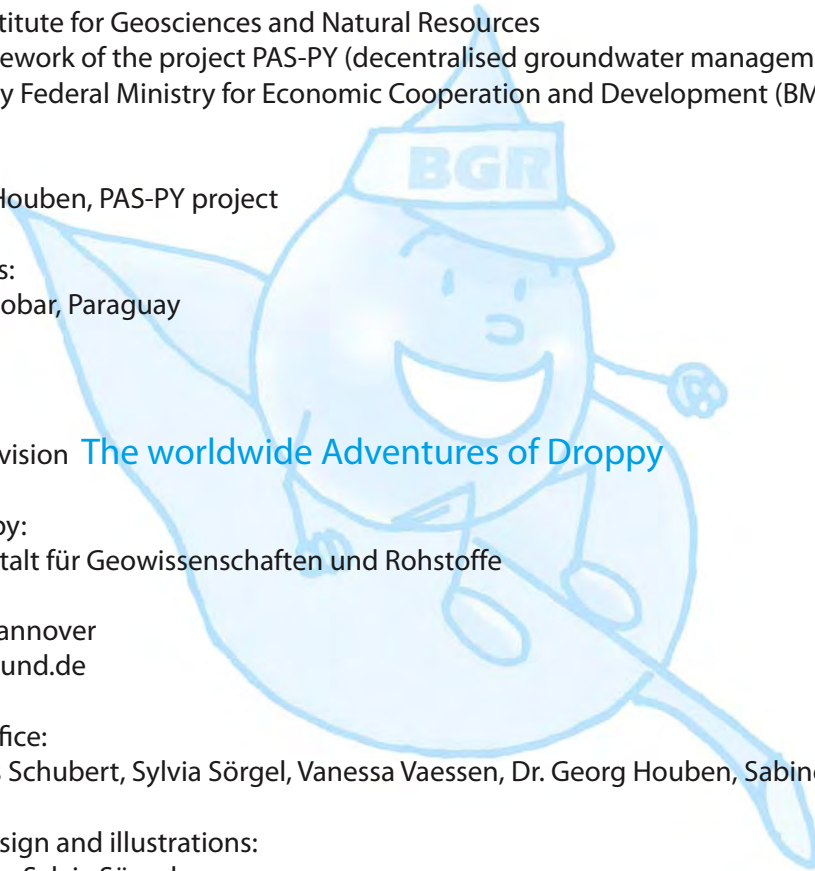 titute for Geosciences and Natural Resources
ework of the project PAS-PY (decentralised groundwater managem
y Federal Ministry for Economic Cooperation and Development (BM
BGR
Houben, PAS-PY project
s:
obar, Paraguay
vision The worldwide Adventures of Droppy
by:
talt für Geowissenschaften und Rohstoffe
annover
und.de
fice:
Schubert, Sylvia Sörgel, Vanessa Vaessen, Dr. Georg Houben, Sabin
sign and illustrations: